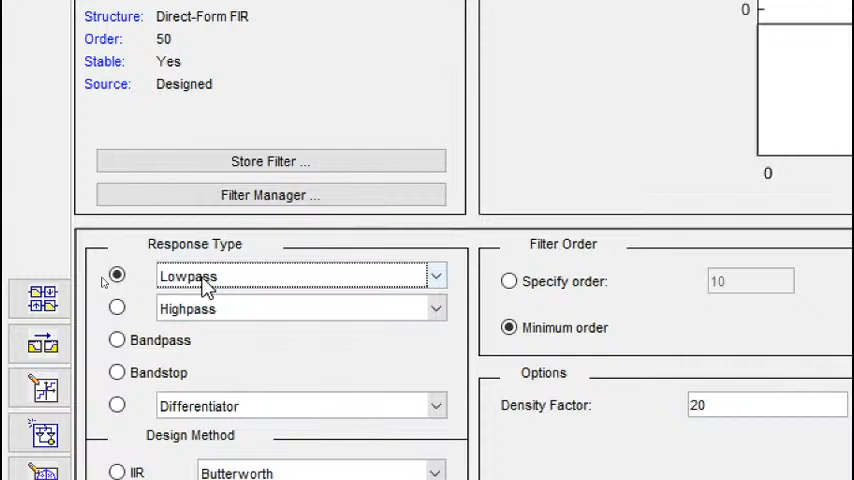 Structure: Direct-Form FIR
Order: 50
Stable: Yes
Source: Designed
Store Filter ...
Filter Manager ...
0
0
Response Type
Lowpass
Highpass
Bandpass
Bandstop
Differentiator
Design Method
IIR Butterworth
Filter Order
Specify order: 10
Minimum order
Options
Density Factor: 20